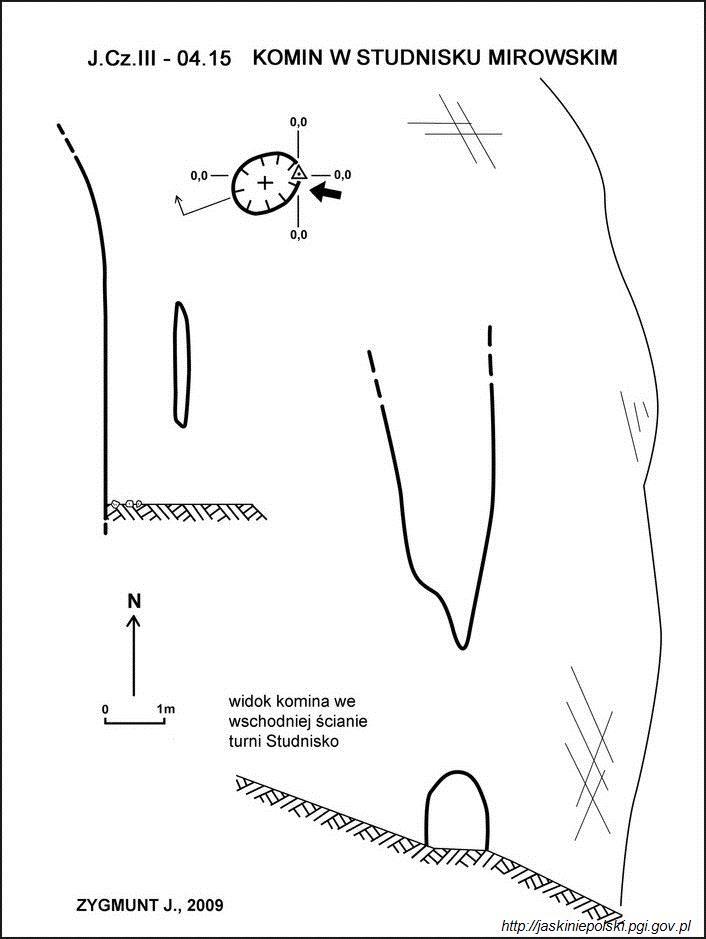 J.Cz.III - 04.15 KOMIN W STUDNISKU MIROWSKIM
0,0
0,0 0,0
0,0
N
0 1m
widok komina we
wschodniej ścianie
turni Studnisko
ZYGMUNT J., 2009
http://jaskiniepolski.pgi.gov.pl